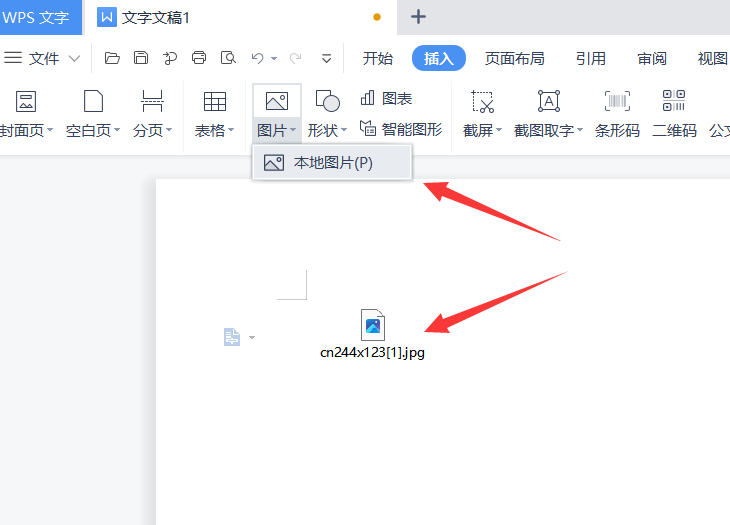 WPS 文字 文字文稿1
文件 开始 插入 页面布局 引用 审阅 视图
图表
封面页 空白页 分页 表格 图片 形状 智能图形 截屏 截图取字 条形码 二维码 公文
本地图片(P)
cn244x123[1].jpg